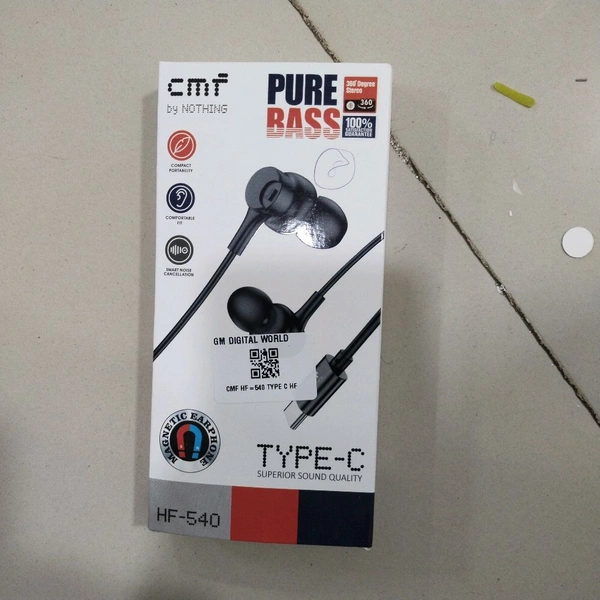 cmf
by NOTHING
PURE
BASS
360° Degree
Stereo
360
100%
SATISFACTION
GUARANTEE
COMPACT
PORTABILITY
COMFORTABLE
FIT
SMART NOISE
CANCELLATION
GM DIGITAL WORLD
CMF HF-540 TYPE C HF
MAGNETIC EARPHONE
TYPE-C
SUPERIOR SOUND QUALITY
HF-540